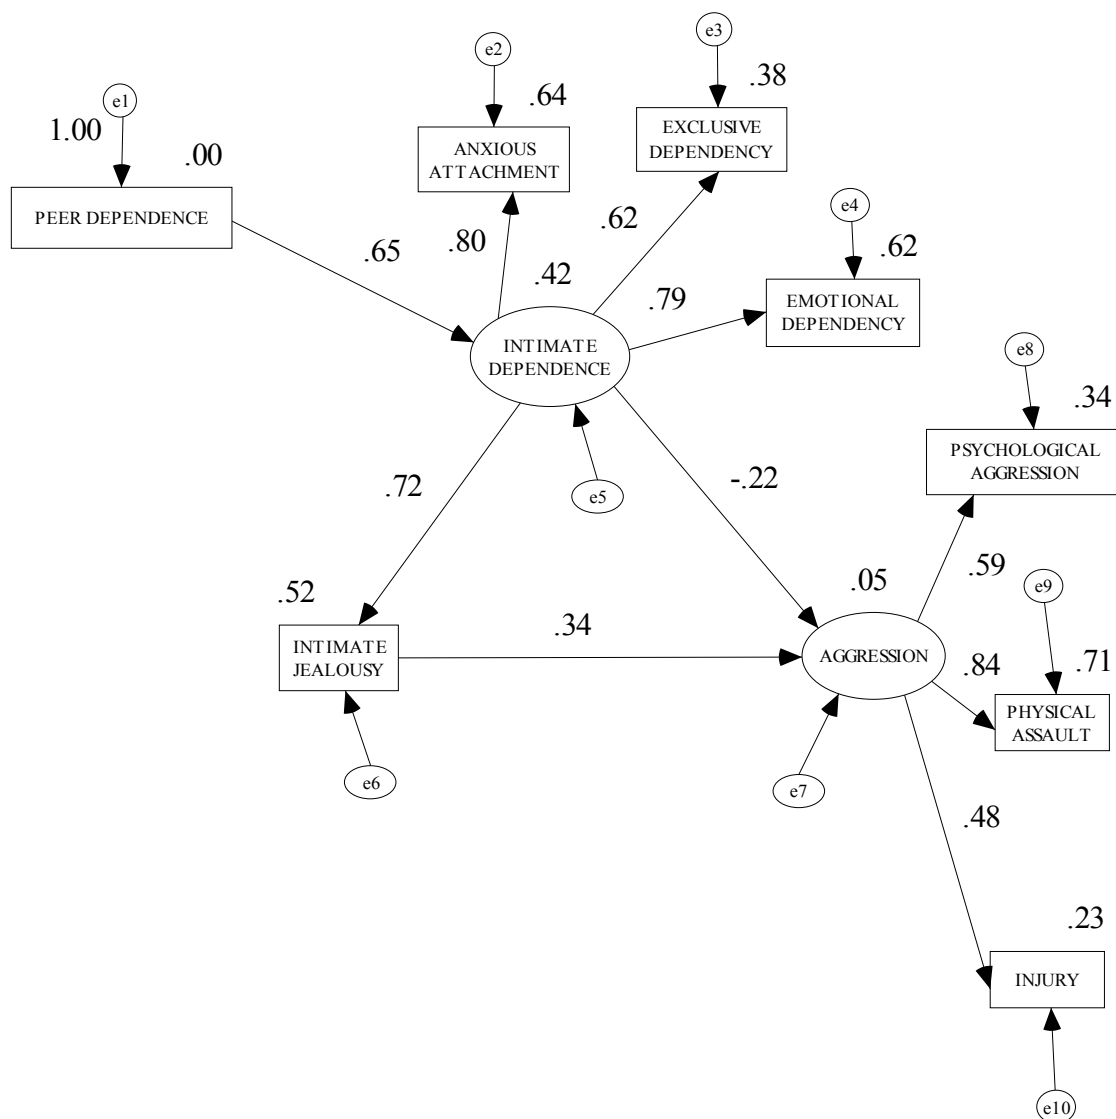 e3
e2
.38
.64
e1
1.00
EXCLUSIVE
DEPENDENCY
ANXIOUS
ATTACHMENT
.00
PEER DEPENDENCE
e4
.62
.80
.62
.65
.42
.79
EMOTIONAL
DEPENDENCY
INTIMATE
DEPENDENCE
e8
.34
PSYCHOLOGICAL
AGGRESSION
.72
-.22
e5
.59
.05
e9
.52
.34
INTIMATE
JEALOUSY
AGGRESSION
.84
.71
PHYSICAL
ASSAULT
e6
e7
.48
.23
INJURY
e10